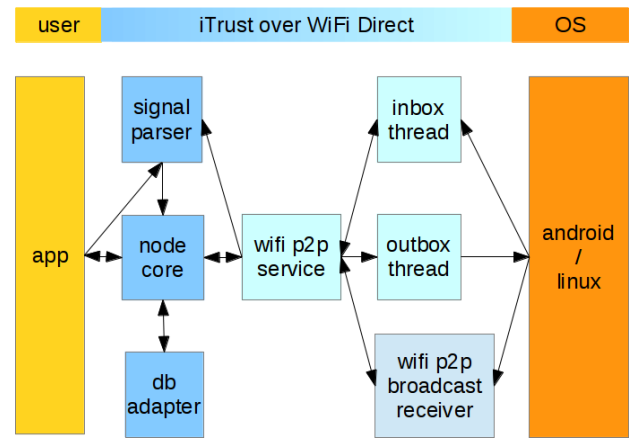 user
iTrust over WiFi Direct
OS
app
signal
parser
node
core
db
adapter
wifi p2p
service
inbox
thread
outbox
thread
wifi p2p
broadcast
receiver
android
/
linux